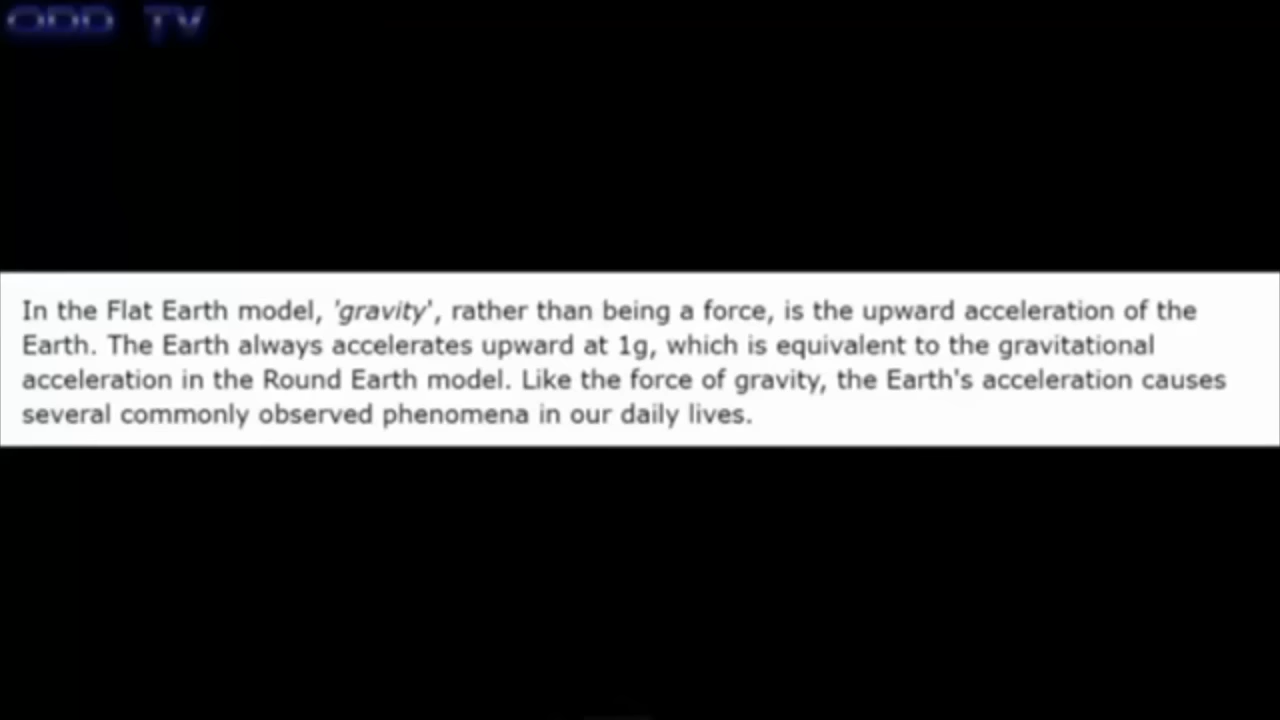 ODD TV
In the Flat Earth model, 'gravity', rather than being a force, is the upward acceleration of the
Earth. The Earth always accelerates upward at 1g, which is equivalent to the gravitational
acceleration in the Round Earth model. Like the force of gravity, the Earth's acceleration causes
several commonly observed phenomena in our daily lives.